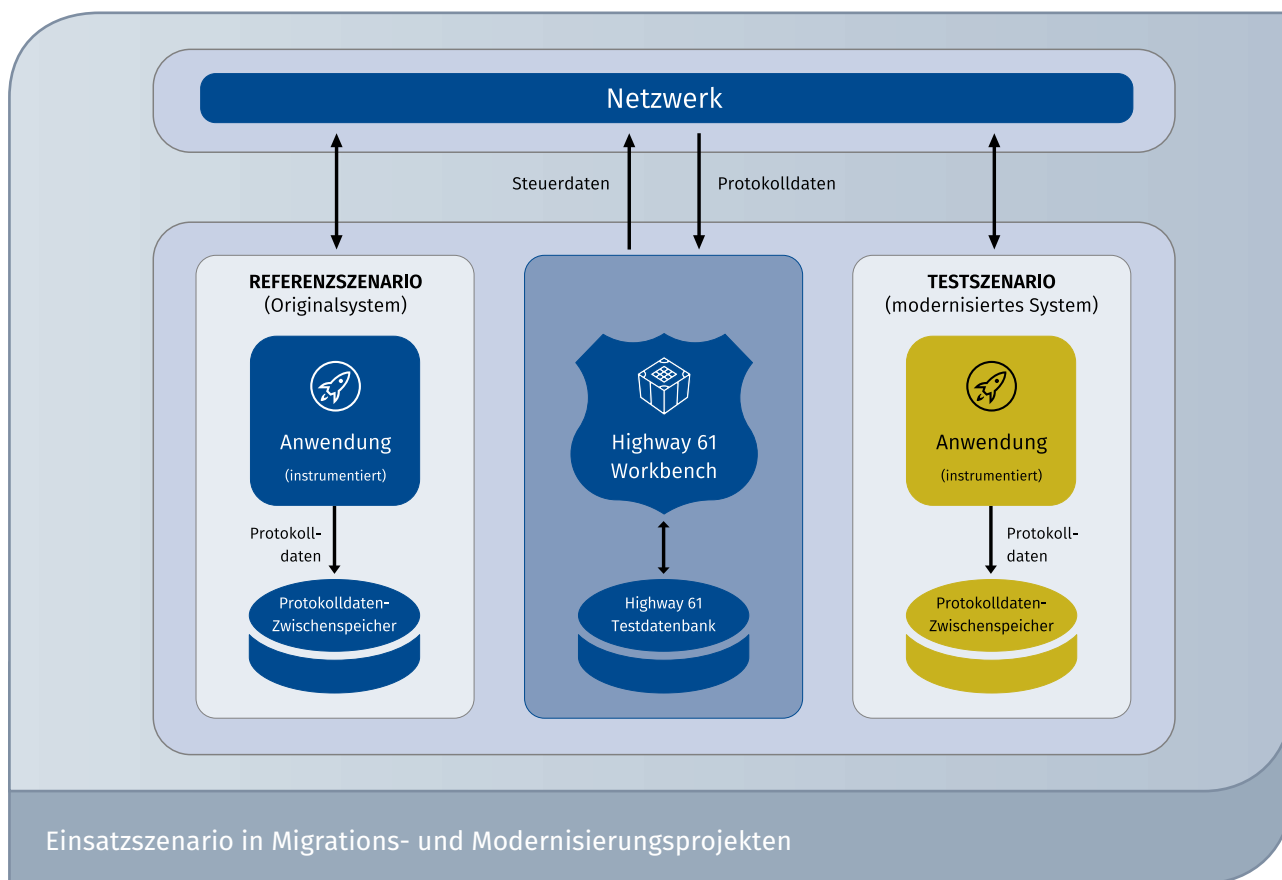 Netzwerk
Steuerdaten
Protokolldaten
REFERENZSZENARIO
(Originalsystem)
Anwendung
(instrumentiert)
Protokoll-
daten
Protokolldaten-
Zwischenspeicher
Highway 61
Workbench
Highway 61
Testdatenbank
TESTSZENARIO
(modernisiertes System)
Anwendung
(instrumentiert)
Protokoll-
daten
Protokolldaten-
Zwischenspeicher
Einsatzszenario in Migrations- und Modernisierungsprojekten